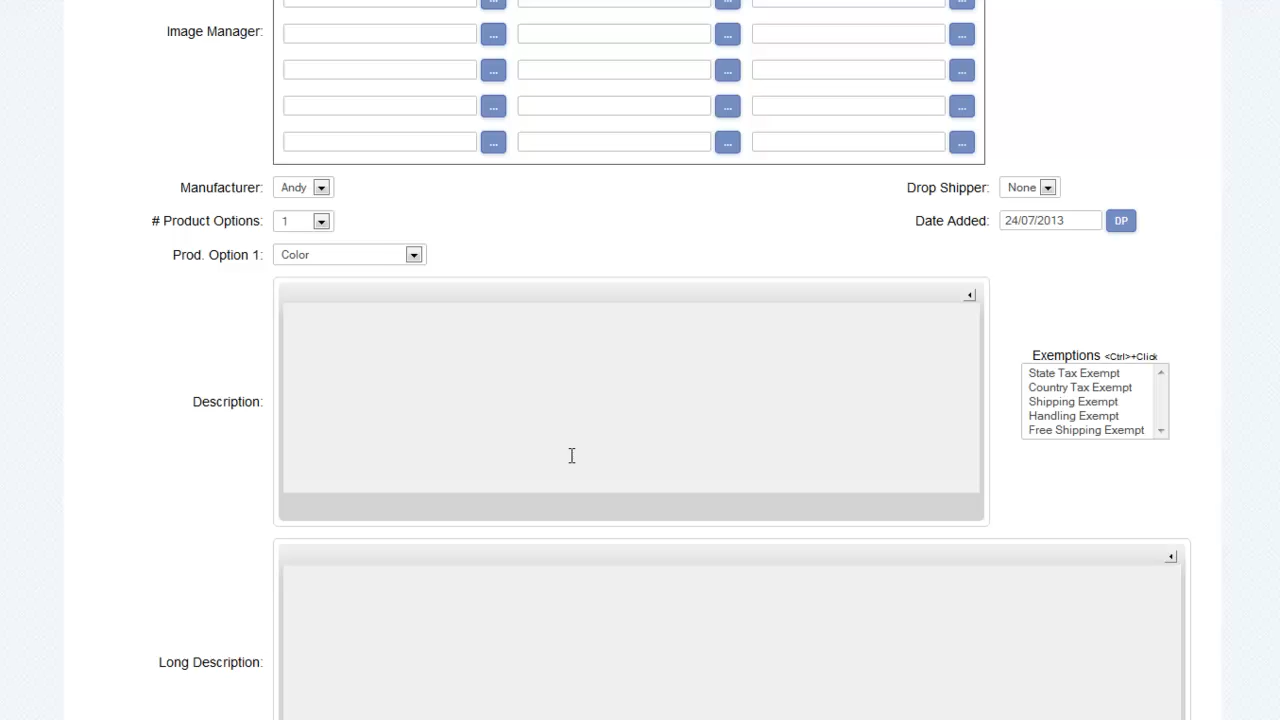 ... ... ...
Image Manager:
... ... ...
... ... ...
... ... ...
... ... ...
Manufacturer: Andy Drop Shipper: None
# Product Options: 1 Date Added: 24/07/2013 DP
Prod. Option 1: Color
Exemptions <Ctrl>+Click
State Tax Exempt
Country Tax Exempt
Description: Shipping Exempt
Handling Exempt
Free Shipping Exempt
Long Description: